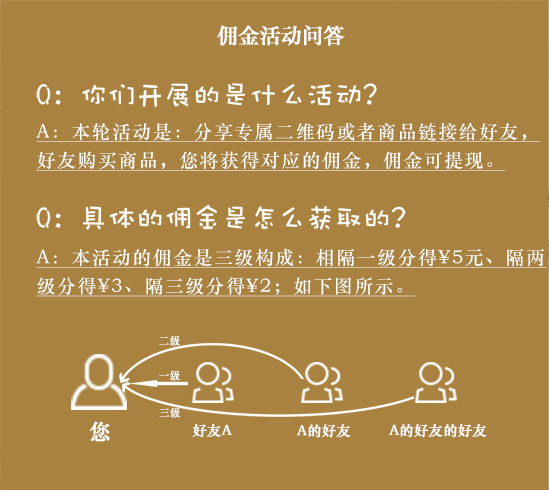 佣金活动问答
Q：你们开展的是什么活动？
A：本轮活动是：分享专属二维码或者商品链接给好友，
好友购买商品，您将获得对应的佣金，佣金可提现。
Q：具体的佣金是怎么获取的？
A：本活动的佣金是三级构成：相隔一级分得¥5元、隔两
级分得¥3、隔三级分得¥2；如下图所示。
二级
一级
三级
您 好友A A的好友 A的好友的好友